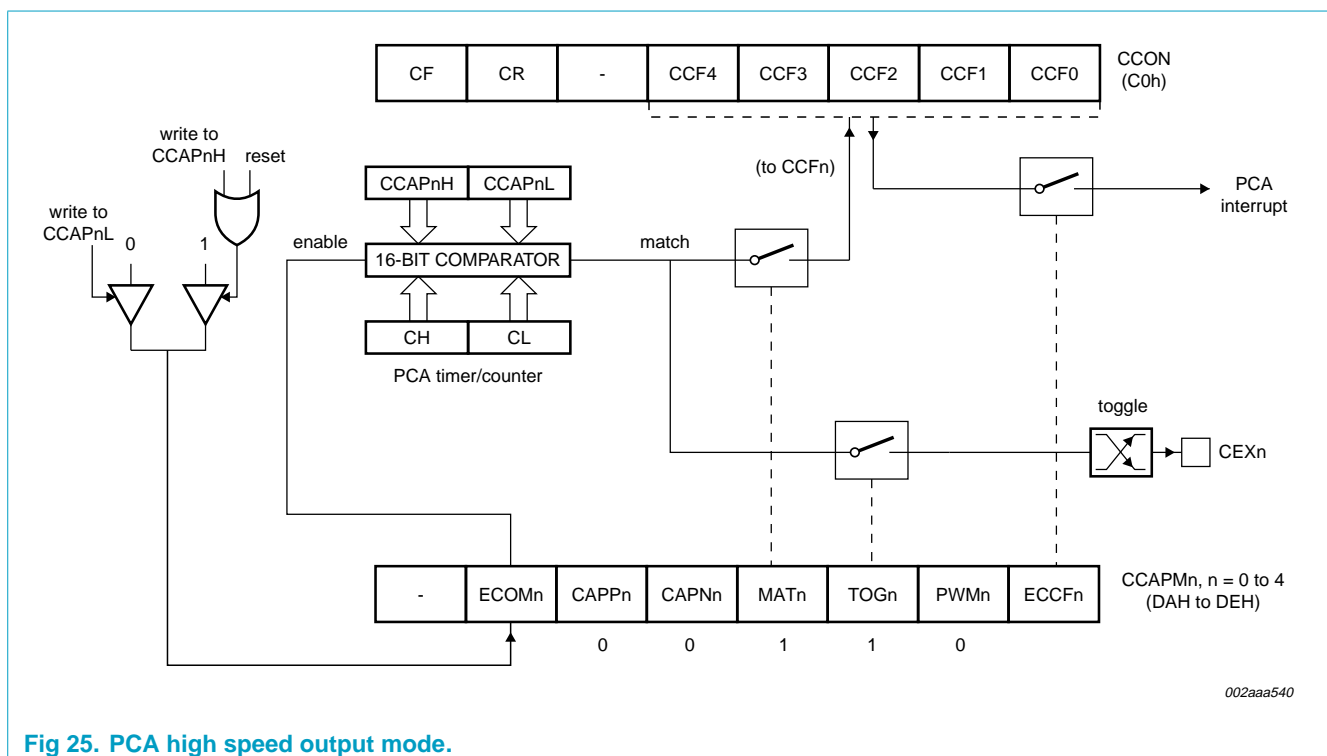 CF CR - CCF4 CCF3 CCF2 CCF1 CCF0
CCON
(C0h)
write to
CCAPnH
reset
write to
CCAPnL
0
1
CCAPnH CCAPnL
(to CCFn)
PCA
interrupt
enable
16-BIT COMPARATOR
match
CH CL
PCA timer/counter
toggle
CEXn
- ECOMn CAPPn CAPNn MATn TOGn PWMn ECCFn
CCAPMn, n = 0 to 4
(DAH to DEH)
0 0 1 1 0
002aaa540
Fig 25. PCA high speed output mode.